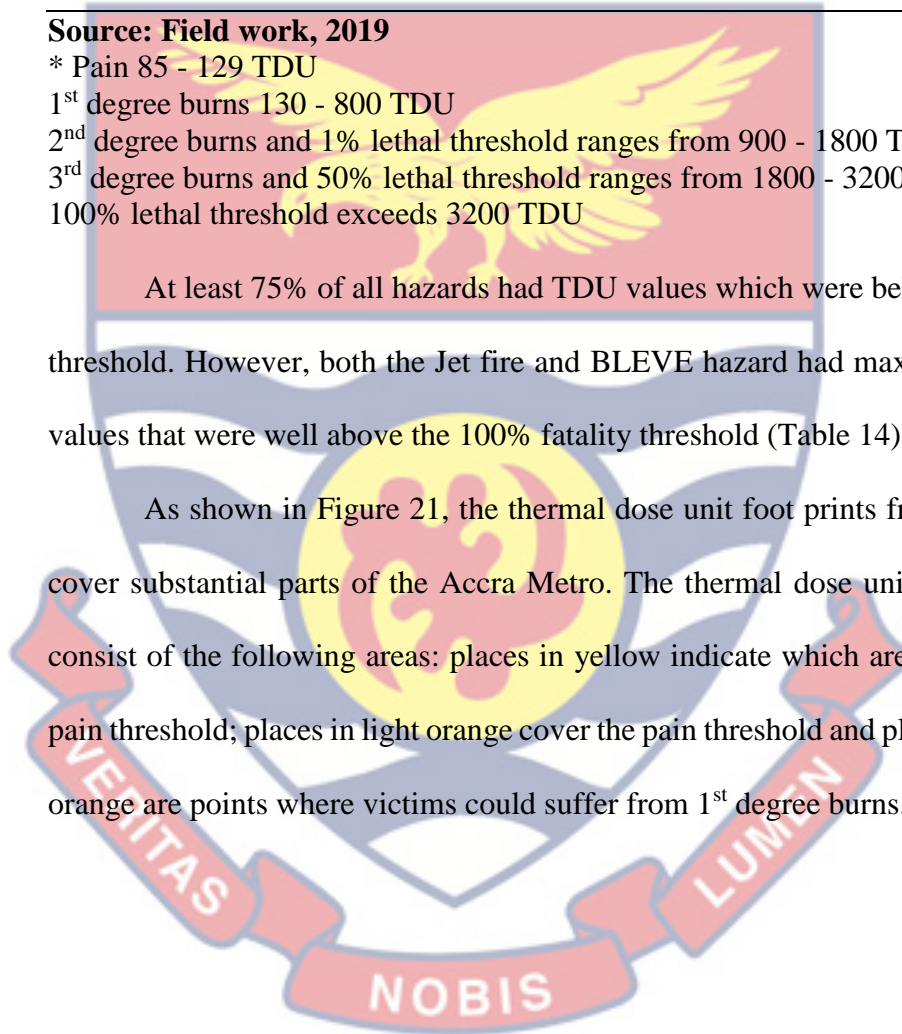 Source: Field work, 2019
* Pain 85 - 129 TDU
1st degree burns 130 - 800 TDU
2nd degree burns and 1% lethal threshold ranges from 900 - 1800 T
3rd degree burns and 50% lethal threshold ranges from 1800 - 3200
100% lethal threshold exceeds 3200 TDU
At least 75% of all hazards had TDU values which were be
threshold. However, both the Jet fire and BLEVE hazard had max
values that were well above the 100% fatality threshold (Table 14)
As shown in Figure 21, the thermal dose unit foot prints fr
cover substantial parts of the Accra Metro. The thermal dose uni
consist of the following areas: places in yellow indicate which are
pain threshold; places in light orange cover the pain threshold and pl
orange are points where victims could suffer from 1st degree burns.
VERITAS
NOBIS
LUMEN